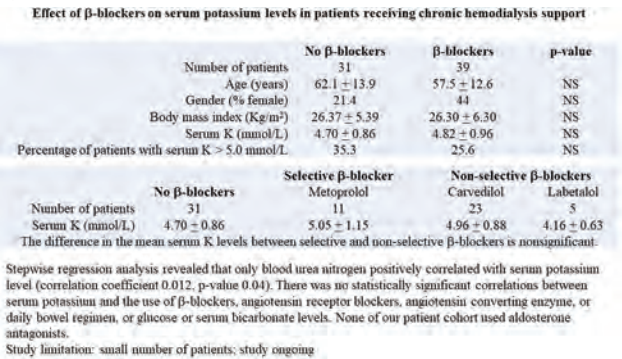 Effect of β-blockers on serum potassium levels in patients receiving chronic hemodialysis support
No β-blockers β-blockers p-value
Number of patients 31 39
Age (years) 62.1 ± 13.9 57.5 ± 12.6 NS
Gender (% female) 21.4 44 NS
Body mass index (Kg/m²) 26.37 ± 5.39 26.30 ± 6.30 NS
Serum K (mmol/L) 4.70 ± 0.86 4.82 ± 0.96 NS
Percentage of patients with serum K > 5.0 mmol/L 35.3 25.6 NS
Selective β-blocker Non-selective β-blockers
No β-blockers Metoprolol Carvedilol Labetalol
Number of patients 31 11 23 5
Serum K (mmol/L) 4.70 ± 0.86 5.05 ± 1.15 4.96 ± 0.88 4.16 ± 0.63
The difference in the mean serum K levels between selective and non-selective β-blockers is nonsignificant.
Stepwise regression analysis revealed that only blood urea nitrogen positively correlated with serum potassium
level (correlation coefficient 0.012, p-value 0.04). There was no statistically significant correlations between
serum potassium and the use of β-blockers, angiotensin receptor blockers, angiotensin converting enzyme, or
daily bowel regimen, or glucose or serum bicarbonate levels. None of our patient cohort used aldosterone
antagonists.
Study limitation: small number of patients; study ongoing